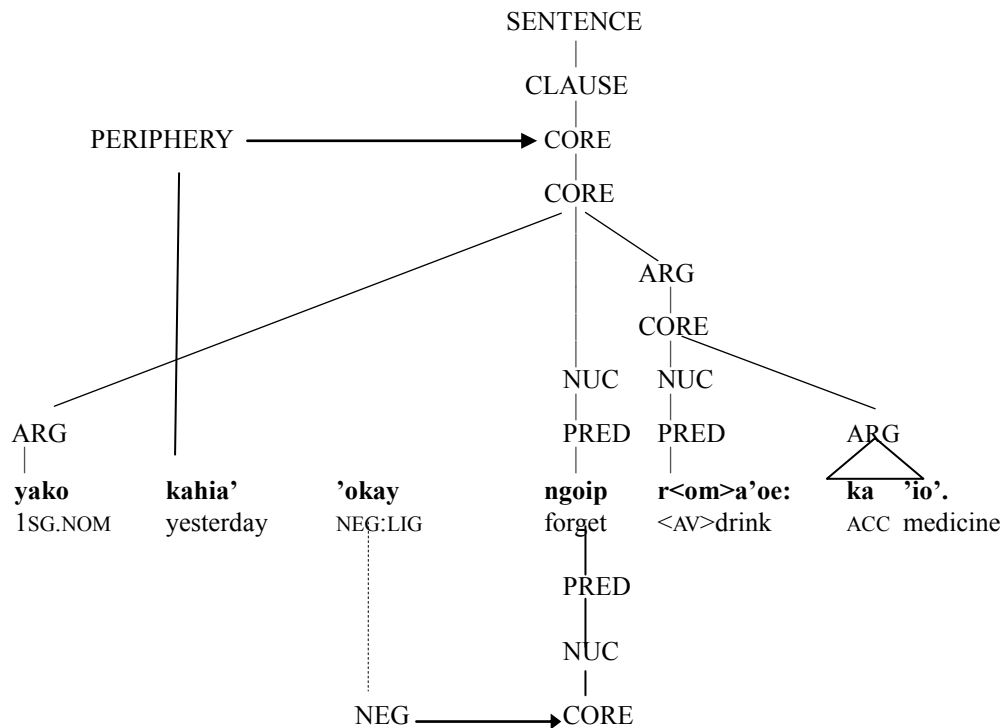 SENTENCE
CLAUSE
PERIPHERY CORE
CORE
ARG
CORE
NUC NUC
ARG PRED PRED ARG
yako kahia’ ’okay ngoip r<om>a’oe: ka ’io’.
1SG.NOM yesterday NEG:LIG forget <AV>drink ACC medicine
PRED
NUC
NEG CORE